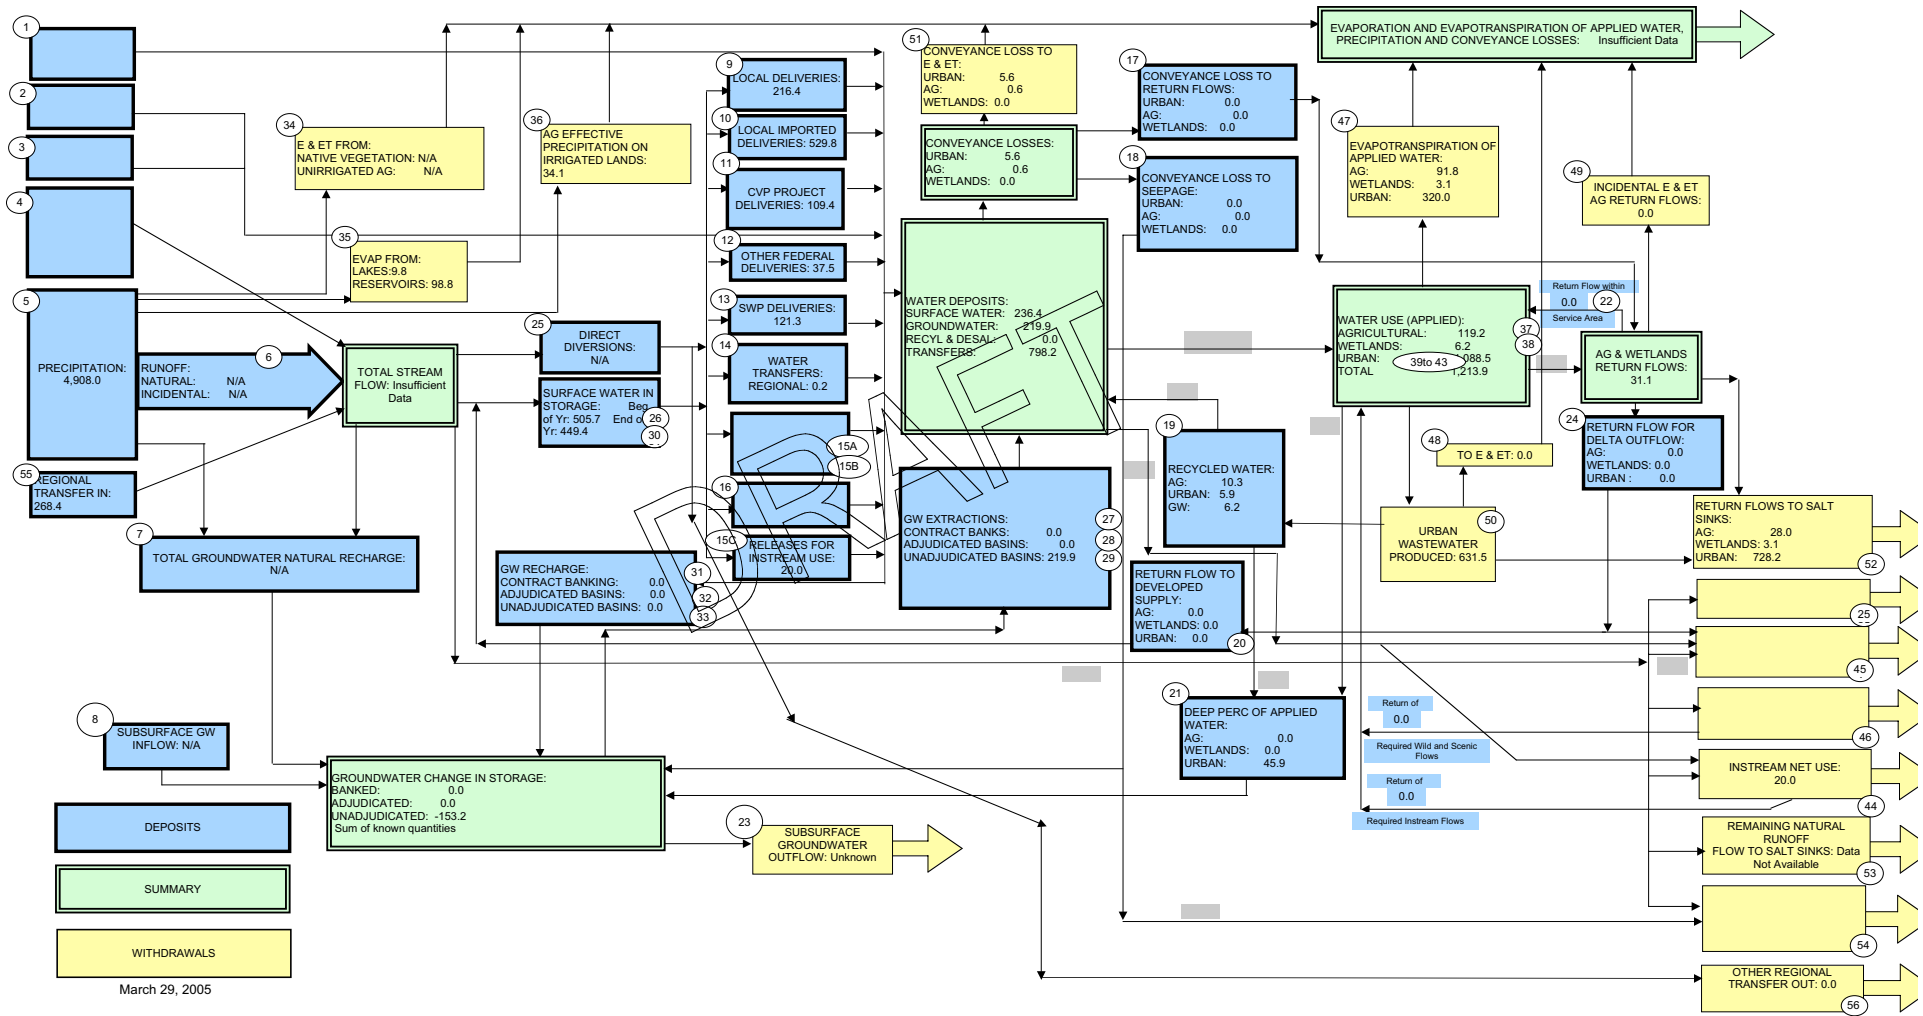 1
2
3
4
5
PRECIPITATION:
4,908.0
6
RUNOFF:
NATURAL: N/A
INCIDENTAL: N/A
55
REGIONAL
TRANSFER IN:
268.4
7
TOTAL GROUNDWATER NATURAL RECHARGE:
N/A
8
SUBSURFACE GW
INFLOW: N/A
DEPOSITS
SUMMARY
WITHDRAWALS
March 29, 2005
34
E & ET FROM:
NATIVE VEGETATION: N/A
UNIRRIGATED AG: N/A
35
EVAP FROM:
LAKES:9.8
RESERVOIRS: 98.8
36
AG EFFECTIVE
PRECIPITATION ON
IRRIGATED LANDS:
34.1
TOTAL STREAM
FLOW: Insufficient
Data
25
DIRECT
DIVERSIONS:
N/A
SURFACE WATER IN
STORAGE: Beg
of Yr: 505.7 End of
Yr: 449.4
26
30
GW RECHARGE:
CONTRACT BANKING: 0.0
ADJUDICATED BASINS: 0.0
UNADJUDICATED BASINS: 0.0
31
32
33
GROUNDWATER CHANGE IN STORAGE:
BANKED: 0.0
ADJUDICATED: 0.0
UNADJUDICATED: -153.2
Sum of known quantities
23
SUBSURFACE
GROUNDWATER
OUTFLOW: Unknown
9
LOCAL DELIVERIES:
216.4
10
LOCAL IMPORTED
DELIVERIES: 529.8
11
CVP PROJECT
DELIVERIES: 109.4
12
OTHER FEDERAL
DELIVERIES: 37.5
13
SWP DELIVERIES:
121.3
14
WATER
TRANSFERS:
REGIONAL: 0.2
15A
15B
16
15C
RELEASES FOR
INSTREAM USE:
20.0
DRAFT
51
CONVEYANCE LOSS TO
E & ET:
URBAN: 5.6
AG: 0.6
WETLANDS: 0.0
CONVEYANCE LOSSES:
URBAN: 5.6
AG: 0.6
WETLANDS: 0.0
WATER DEPOSITS:
SURFACE WATER: 236.4
GROUNDWATER: 219.9
RECYL & DESAL: 0.0
TRANSFERS: 798.2
GW EXTRACTIONS:
CONTRACT BANKS: 0.0
ADJUDICATED BASINS: 0.0
UNADJUDICATED BASINS: 219.9
27
28
29
17
CONVEYANCE LOSS TO
RETURN FLOWS:
URBAN: 0.0
AG: 0.0
WETLANDS: 0.0
18
CONVEYANCE LOSS TO
SEEPAGE:
URBAN: 0.0
AG: 0.0
WETLANDS: 0.0
19
RECYCLED WATER:
AG: 10.3
URBAN: 5.9
GW: 6.2
RETURN FLOW TO
DEVELOPED
SUPPLY:
AG: 0.0
WETLANDS: 0.0
URBAN: 0.0
20
21
DEEP PERC OF APPLIED
WATER:
AG: 0.0
WETLANDS: 0.0
URBAN: 45.9
EVAPORATION AND EVAPOTRANSPIRATION OF APPLIED WATER,
PRECIPITATION AND CONVEYANCE LOSSES: Insufficient Data
47
EVAPOTRANSPIRATION OF
APPLIED WATER:
AG: 91.8
WETLANDS: 3.1
URBAN: 320.0
49
INCIDENTAL E & ET
AG RETURN FLOWS:
0.0
Return Flow within
0.0
22
Service Area
WATER USE (APPLIED):
AGRICULTURAL: 119.2
WETLANDS: 6.2
URBAN: 1,088.5
TOTAL 1,213.9
37
38
39to 43
AG & WETLANDS
RETURN FLOWS:
31.1
24
RETURN FLOW FOR
DELTA OUTFLOW:
AG: 0.0
WETLANDS: 0.0
URBAN : 0.0
48
TO E & ET: 0.0
50
URBAN
WASTEWATER
PRODUCED: 631.5
Return of
0.0
Required Wild and Scenic
Flows
Return of
0.0
Required Instream Flows
RETURN FLOWS TO SALT
SINKS:
AG: 28.0
WETLANDS: 3.1
URBAN: 728.2
52
25
45
46
INSTREAM NET USE:
20.0
44
REMAINING NATURAL
RUNOFF
FLOW TO SALT SINKS: Data
Not Available
53
54
OTHER REGIONAL
TRANSFER OUT: 0.0
56